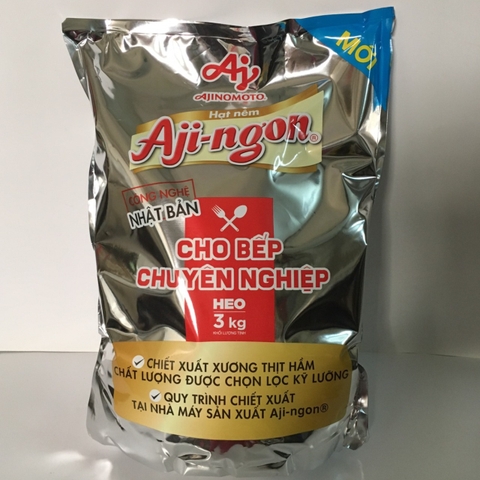 MỚI
Aj
AJINOMOTO®
Hạt nêm
Aji-ngon®
CÔNG NGHỆ
NHẬT BẢN
CHO BẾP
CHUYÊN NGHIỆP
HEO
3 kg
KHỐI LƯỢNG TỊNH
CHIẾT XUẤT XƯƠNG THỊT HẦM
CHẤT LƯỢNG ĐƯỢC CHỌN LỌC KỸ LƯỠNG
QUY TRÌNH CHIẾT XUẤT
TẠI NHÀ MÁY SẢN XUẤT Aji-ngon®